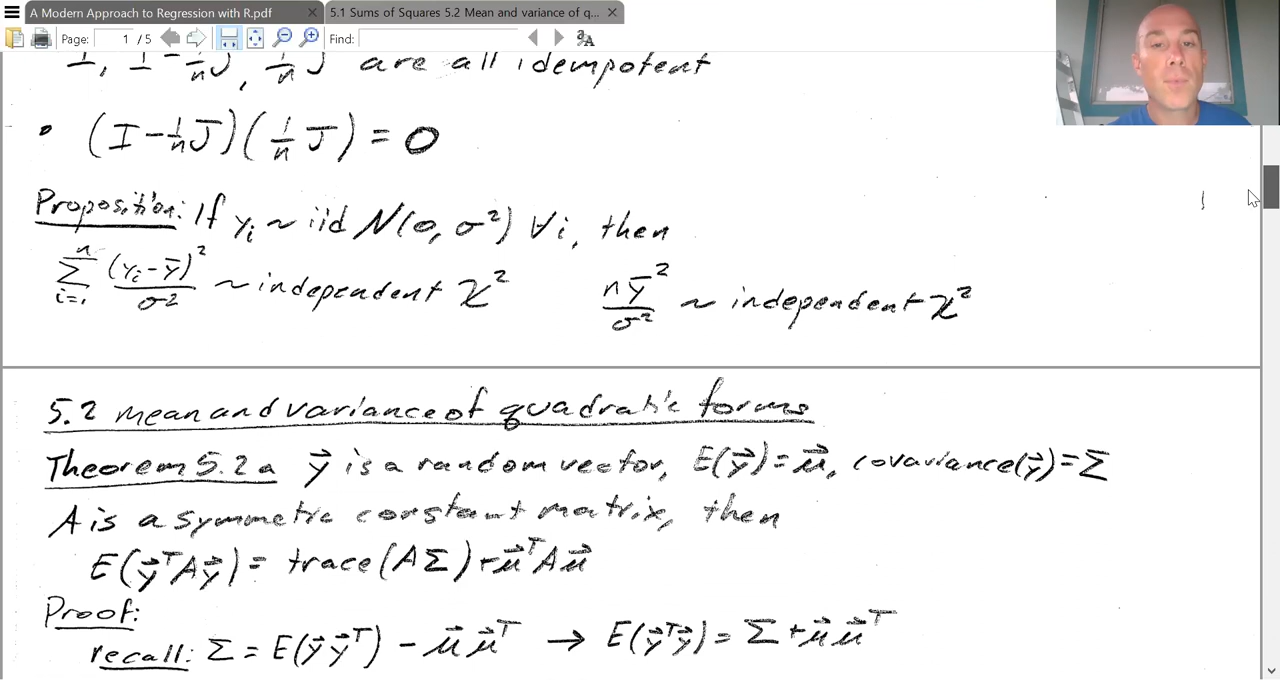 A Modern Approach to Regression with R.pdf
5.1 Sums of Squares 5.2 Mean and variance of q...
Page: 1 / 5 Find:
I, I - 1/n J, 1/n J are all idempotent
• (I - 1/n J)(1/n J) = O
Proposition: If yᵢ ~ iid N(0, σ²) ∀i, then
∑ᵢ₌₁ⁿ (yᵢ - ȳ)²/σ² ~ independent χ² nȳ²/σ² ~ independent χ²
5.2 mean and variance of quadratic forms
Theorem 5.2a y⃗ is a random vector, E(y⃗) = μ⃗, covariance(y⃗) = Σ
A is a symmetric constant matrix, then
E(y⃗ᵀAy⃗) = trace(AΣ) + μ⃗ᵀAμ⃗
Proof:
recall: Σ = E(y⃗y⃗ᵀ) - μ⃗μ⃗ᵀ → E(y⃗ᵀy⃗) = Σ + μ⃗μ⃗ᵀ